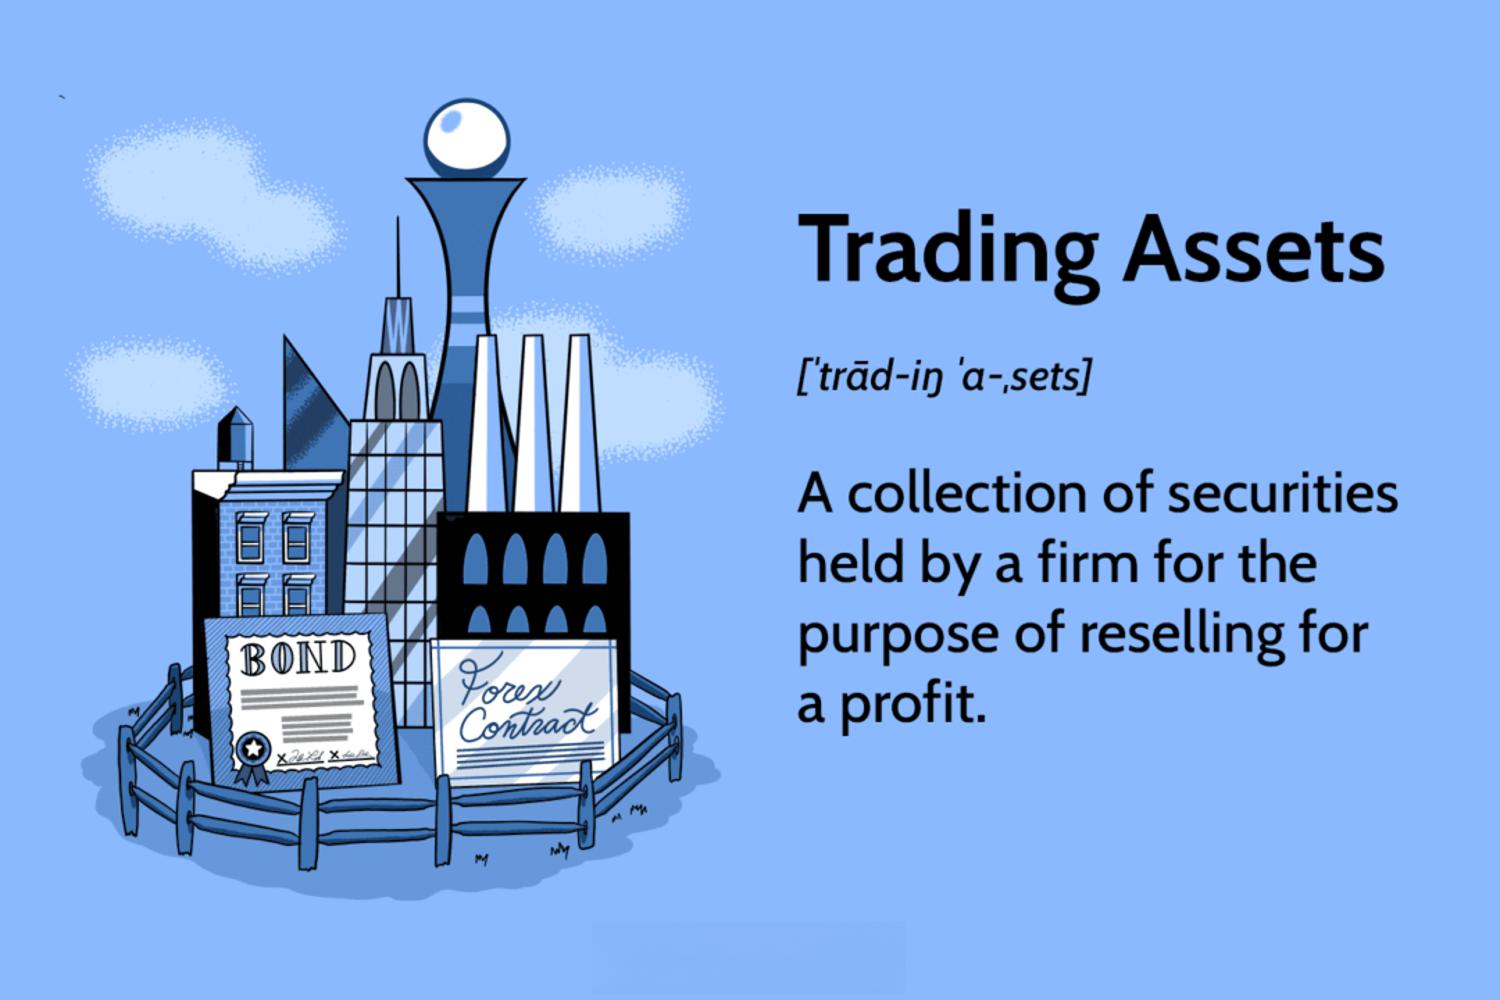 Trading Assets
[ˈtrād-iŋ ˈa-ˌsets]
A collection of securities
held by a firm for the
purpose of reselling for
a profit.
BOND
Forex
Contract